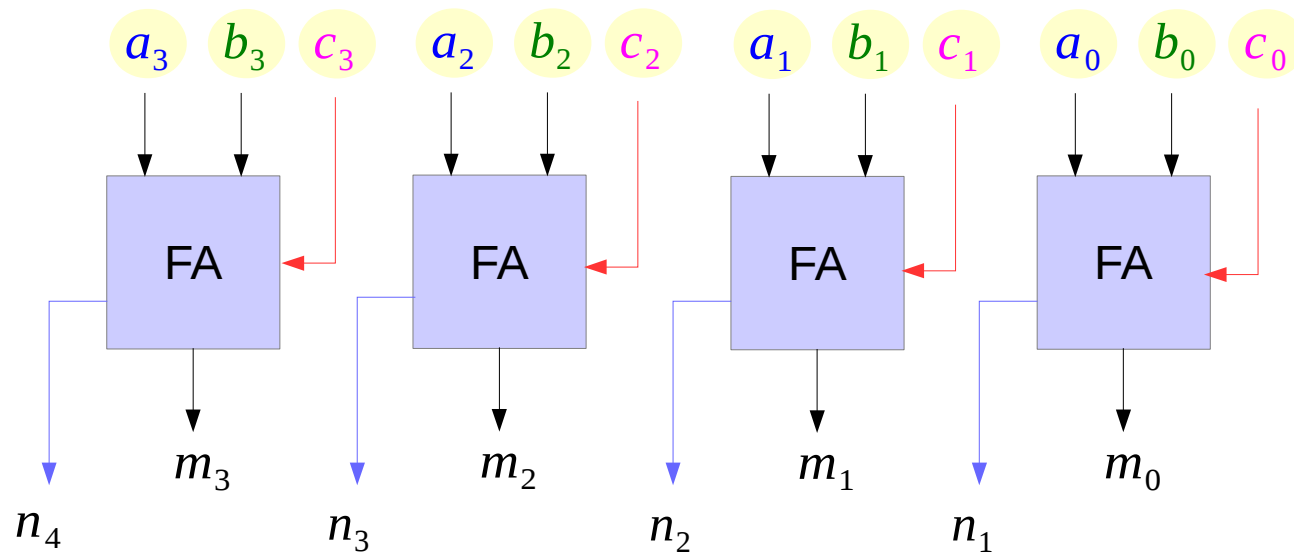 a₃ b₃ c₃ a₂ b₂ c₂ a₁ b₁ c₁ a₀ b₀ c₀
FA FA FA FA
m₃ m₂ m₁ m₀
n₄ n₃ n₂ n₁